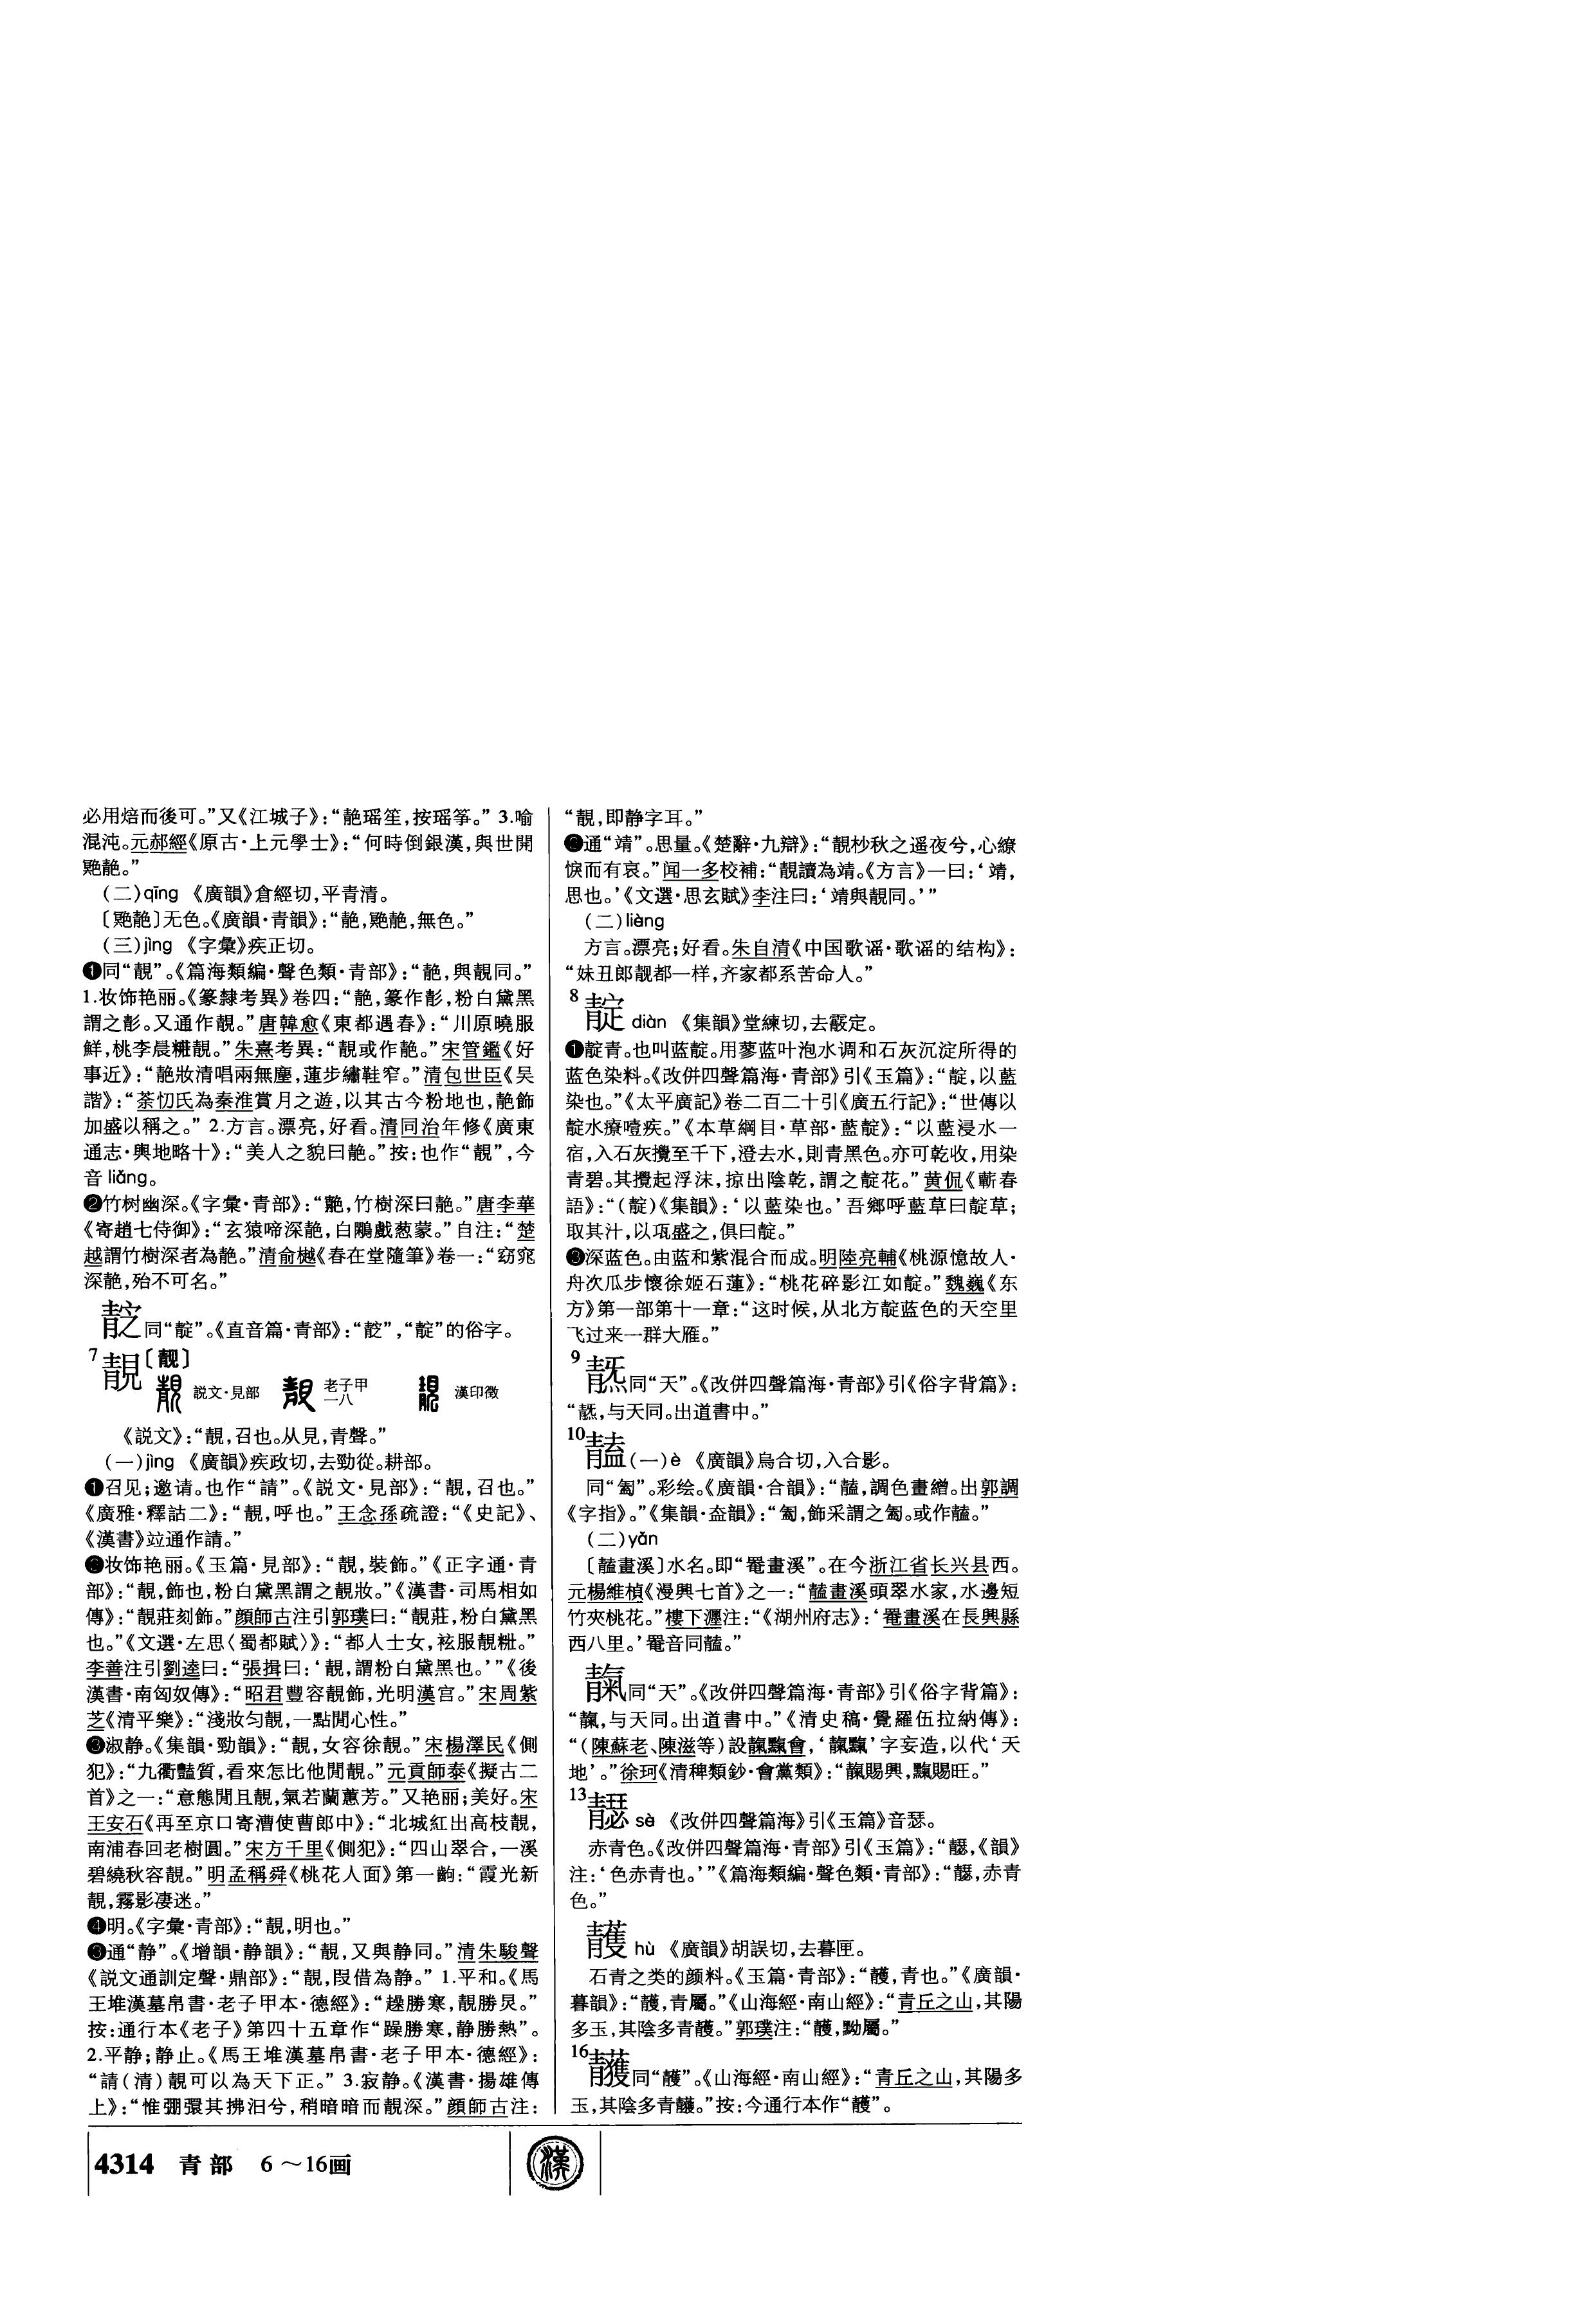 必用焙而後可。”又《江城子》：“靘瑶笙，按瑶筝。” 3.喻
混沌。元郝經《原古·上元學士》：“何時倒銀漢，與世開
䒌靘。”
（二）qīng 《廣韻》倉經切，平青清。
〔䒌靘〕无色。《廣韻·青韻》：“靘，䒌靘，無色。”
（三）jìng 《字彙》疾正切。
❶同“靚”。《篇海類編·聲色類·青部》：“靘，與靚同。”
1.妆饰艳丽。《篆隸考異》卷四：“靘，篆作彰，粉白黛黑
謂之彰。又通作靚。”唐韓愈《東都遇春》：“川原曉服
鮮，桃李晨糚靚。”朱熹考異：“靚或作靘。”宋管鑑《好
事近》：“靘妝清唱兩無塵，蓮步繡鞋窄。”清包世臣《吴
諧》：“荼㣼氏為秦淮賞月之遊，以其古今粉地也，靘飾
加盛以稱之。” 2.方言。漂亮，好看。清同治年修《廣東
通志·輿地略十》：“美人之貌曰靘。”按：也作“靚”，今
音liǎng。
❷竹树幽深。《字彙·青部》：“靘，竹樹深曰靘。”唐李華
《寄趙七侍御》：“玄猿啼深靘，白鷴戲葱蒙。”自注：“楚
越謂竹樹深者為靘。”清俞樾《春在堂隨筆》卷一：“窈窕
深靘，殆不可名。”
同“靛”。《直音篇·青部》：“”，“靛”的俗字。
7 靚〔靓〕
説文·見部 老子甲一八 漢印徵
《説文》：“靚，召也。从見，青聲。”
（一）jìng 《廣韻》疾政切，去勁從。耕部。
❶召见；邀请。也作“請”。《説文·見部》：“靚，召也。”
《廣雅·釋詁二》：“靚，呼也。”王念孫疏證：“《史記》、
《漢書》竝通作請。”
❷妆饰艳丽。《玉篇·見部》：“靚，裝飾。”《正字通·青
部》：“靚，飾也，粉白黛黑謂之靚妝。”《漢書·司馬相如
傳》：“靚莊刻飾。”顔師古注引郭璞曰：“靚莊，粉白黛黑
也。”《文選·左思〈蜀都賦〉》：“都人士女，袨服靚糚。”
李善注引劉逵曰：“張揖曰：‘靚，謂粉白黛黑也。’”《後
漢書·南匈奴傳》：“昭君豐容靚飾，光明漢宫。”宋周紫
芝《清平樂》：“淺妝匀靚，一點閒心性。”
❸淑静。《集韻·勁韻》：“靚，女容徐靚。”宋楊澤民《側
犯》：“九衢豔質，看來怎比他閒靚。”元貢師泰《擬古二
首》之一：“意態閒且靚，氣若蘭蕙芳。”又艳丽；美好。宋
王安石《再至京口寄漕使曹郎中》：“北城紅出高枝靚，
南浦春回老樹圓。”宋方千里《側犯》：“四山翠合，一溪
碧繞秋容靚。”明孟稱舜《桃花人面》第一齣：“霞光新
靚，霧影凄迷。”
❹明。《字彙·青部》：“靚，明也。”
❸通“静”。《增韻·静韻》：“靚，又與静同。”清朱駿聲
《説文通訓定聲·鼎部》：“靚，叚借為静。” 1.平和。《馬
王堆漢墓帛書·老子甲本·德經》：“趮勝寒，靚勝炅。”
按：通行本《老子》第四十五章作“躁勝寒，静勝熱”。
2.平静；静止。《馬王堆漢墓帛書·老子甲本·德經》：
“請（清）靚可以為天下正。” 3.寂静。《漢書·揚雄傳
上》：“惟弸彋其拂汩兮，稍暗暗而靚深。”顔師古注：
“靚，即静字耳。”
❸通“靖”。思量。《楚辭·九辯》：“靚杪秋之遥夜兮，心繚
悷而有哀。”闻一多校補：“靚讀為靖。《方言》一曰：‘靖，
思也。’《文選·思玄賦》李注曰：‘靖與靚同。’”
（二）liàng
方言。漂亮；好看。朱自清《中国歌谣·歌谣的结构》：
“妹丑郎靓都一样，齐家都系苦命人。”
8 靛 diàn 《集韻》堂練切，去霰定。
❶靛青。也叫蓝靛。用蓼蓝叶泡水调和石灰沉淀所得的
蓝色染料。《改併四聲篇海·青部》引《玉篇》：“靛，以藍
染也。”《太平廣記》卷二百二十引《廣五行記》：“世傳以
靛水療噎疾。”《本草綱目·草部·藍靛》：“以藍浸水一
宿，入石灰攪至千下，澄去水，則青黑色。亦可乾收，用染
青碧。其攪起浮沫，掠出陰乾，謂之靛花。”黄侃《蘄春
語》：“（靛）《集韻》：‘以藍染也。’吾鄉呼藍草曰靛草；
取其汁，以瓨盛之，俱曰靛。”
❸深蓝色。由蓝和紫混合而成。明陸亮輔《桃源憶故人·
舟次瓜步懷徐姬石蓮》：“桃花碎影江如靛。”魏巍《东
方》第一部第十一章：“这时候，从北方靛蓝色的天空里
飞过来一群大雁。”
9 同“天”。《改併四聲篇海·青部》引《俗字背篇》：
“，与天同。出道書中。”
10 （一）è 《廣韻》烏合切，入合影。
同“匎”。彩绘。《廣韻·合韻》：“，調色畫繒。出郭調
《字指》。”《集韻·盍韻》：“匎，飾采謂之匎。或作。”
（二）yǎn
〔畫溪〕水名。即“罨畫溪”。在今浙江省长兴县西。
元楊維楨《漫興七首》之一：“畫溪頭翠水家，水邊短
竹夾桃花。”樓卜瀍注：“《湖州府志》：‘罨畫溪在長興縣
西八里。’罨音同。”
靝同“天”。《改併四聲篇海·青部》引《俗字背篇》：
“靝，与天同。出道書中。”《清史稿·覺羅伍拉納傳》：
“（陳蘇老、陳滋等）設靝黮會，‘靝黮’字妄造，以代‘天
地’。”徐珂《清稗類鈔·會黨類》：“靝賜興，黮賜旺。”
13 sè 《改併四聲篇海》引《玉篇》音瑟。
赤青色。《改併四聲篇海·青部》引《玉篇》：“，《韻》
注：‘色赤青也。’”《篇海類編·聲色類·青部》：“，赤青
色。”
頀 hù 《廣韻》胡誤切，去暮匣。
石青之类的颜料。《玉篇·青部》：“，青也。”《廣韻·
暮韻》：“，青屬。”《山海經·南山經》：“青丘之山，其陽
多玉，其陰多青。”郭璞注：“，黝屬。”
16 同“”。《山海經·南山經》：“青丘之山，其陽多
玉，其陰多青。”按：今通行本作“”。
4314 青部 6～16画
漢